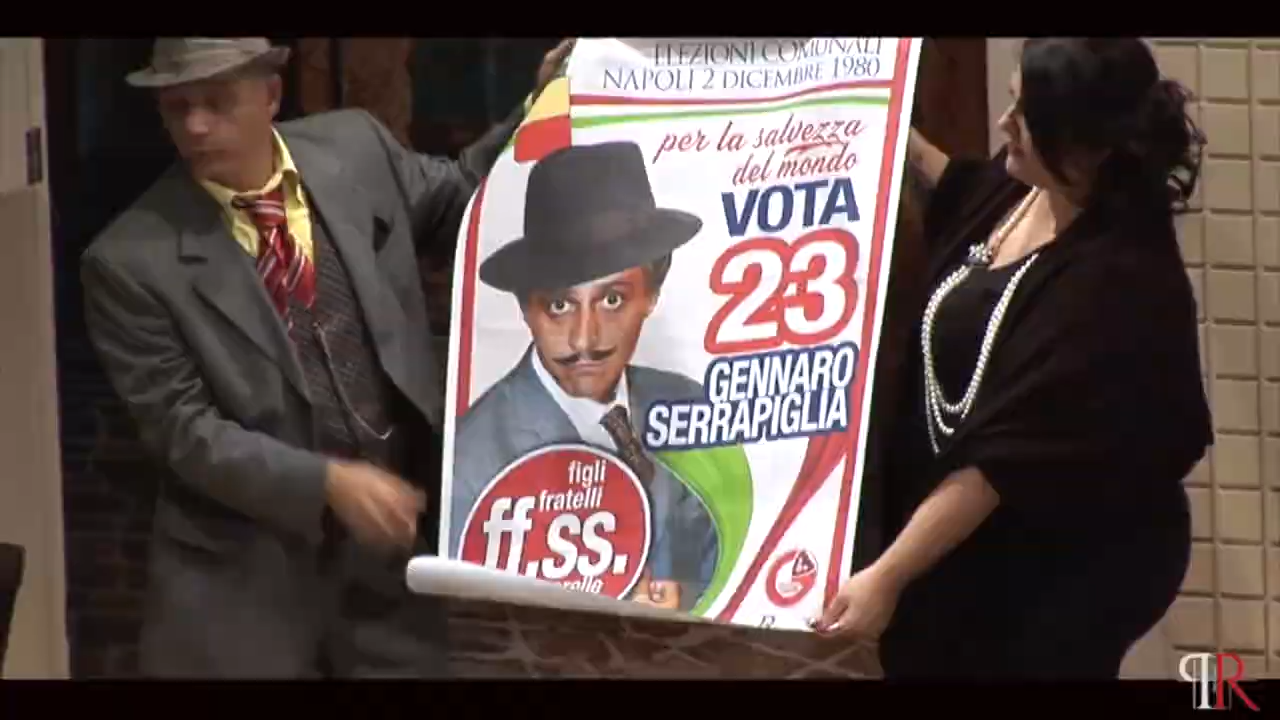 ELEZIONI COMUNALI
NAPOLI 2 DICEMBRE 1980
per la salvezza
del mondo
VOTA
23
GENNARO
SERRAPIGLIA
figli
fratelli
ff.ss.
PR